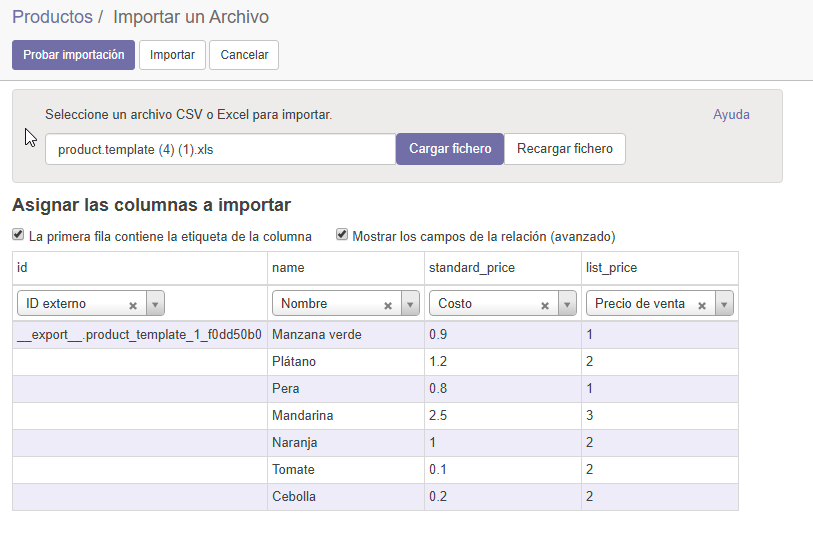 Productos / Importar un Archivo
Probar importación Importar Cancelar
Seleccione un archivo CSV o Excel para importar. Ayuda
product.template (4) (1).xls Cargar fichero Recargar fichero
Asignar las columnas a importar
La primera fila contiene la etiqueta de la columna Mostrar los campos de la relación (avanzado)
id name standard_price list_price
ID externo Nombre Costo Precio de venta
__export__.product_template_1_f0dd50b0 Manzana verde 0.9 1
Plátano 1.2 2
Pera 0.8 1
Mandarina 2.5 3
Naranja 1 2
Tomate 0.1 2
Cebolla 0.2 2